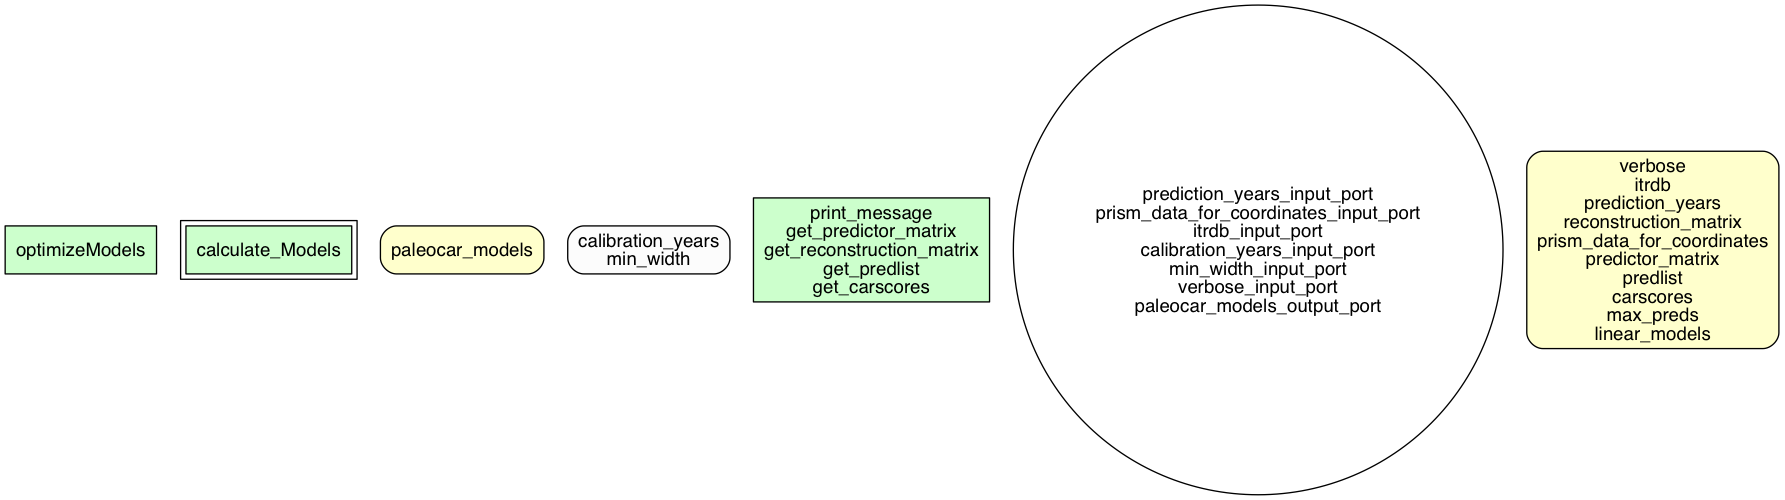 optimizeModels
calculate_Models
paleocar_models
calibration_years
min_width
print_message
get_predictor_matrix
get_reconstruction_matrix
get_predlist
get_carscores
prediction_years_input_port
prism_data_for_coordinates_input_port
itrdb_input_port
calibration_years_input_port
min_width_input_port
verbose_input_port
paleocar_models_output_port
verbose
itrdb
prediction_years
reconstruction_matrix
prism_data_for_coordinates
predictor_matrix
predlist
carscores
max_preds
linear_models